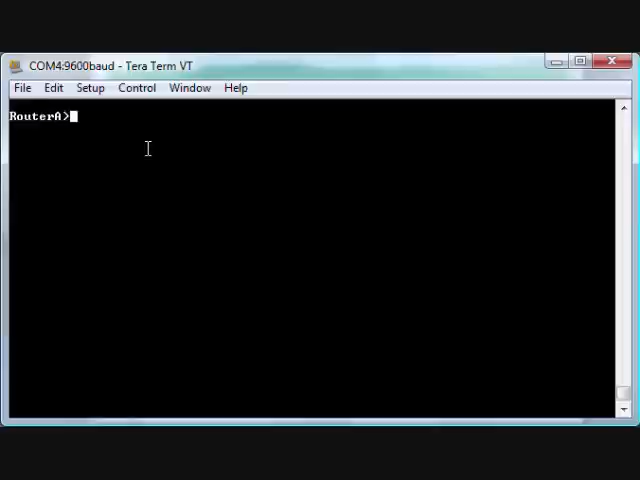 COM4:9600baud - Tera Term VT
File Edit Setup Control Window Help
RouterA>